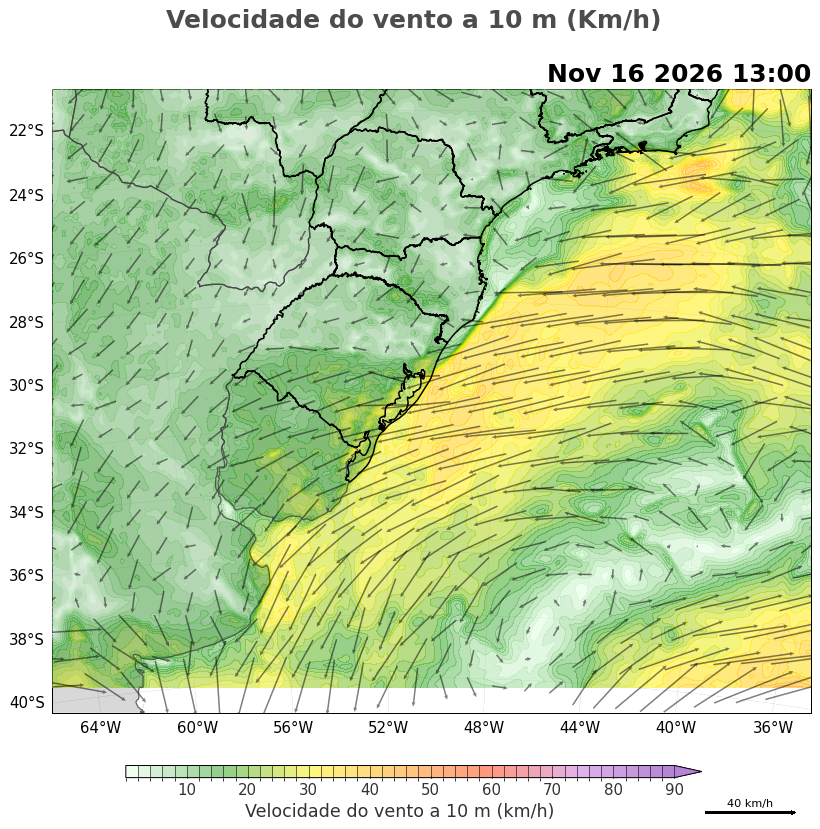 Velocidade do vento a 10 m (Km/h)
Nov 16 2026 13:00
22°S
24°S
26°S
28°S
30°S
32°S
34°S
36°S
38°S
40°S
64°W 60°W 56°W 52°W 48°W 44°W 40°W 36°W
10 20 30 40 50 60 70 80 90
Velocidade do vento a 10 m (km/h)
40 km/h